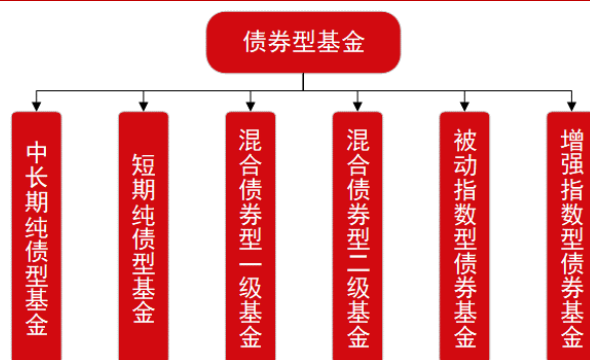 债券型基金
中长期纯债型基金
短期纯债型基金
混合债券型一级基金
混合债券型二级基金
被动指数型债券基金
增强指数型债券基金